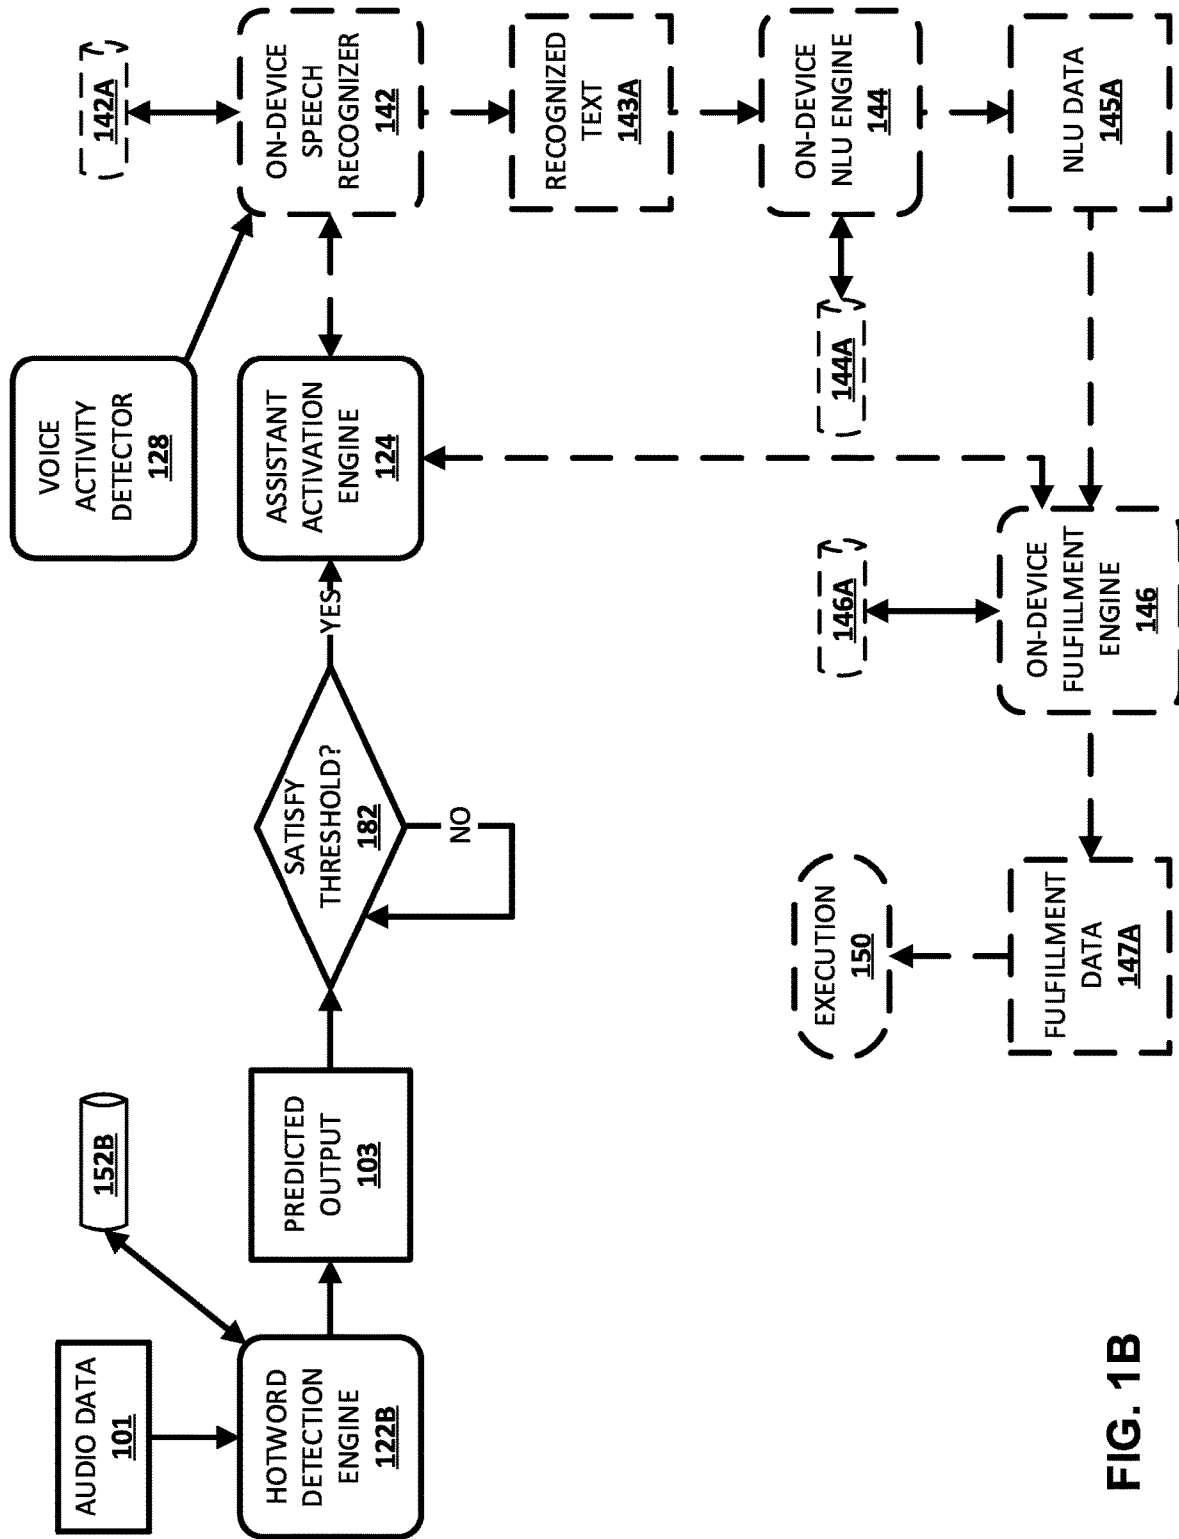 AUDIO DATA
101
152B
HOTWORD
DETECTION
ENGINE
122B
PREDICTED
OUTPUT
103
SATISFY
THRESHOLD?
182
YES
NO
VOICE
ACTIVITY
DETECTOR
128
ASSISTANT
ACTIVATION
ENGINE
124
142A
ON-DEVICE
SPEECH
RECOGNIZER
142
RECOGNIZED
TEXT
143A
ON-DEVICE
NLU ENGINE
144
144A
NLU DATA
145A
146A
ON-DEVICE
FULFILLMENT
ENGINE
146
FULFILLMENT
DATA
147A
EXECUTION
150
FIG. 1B